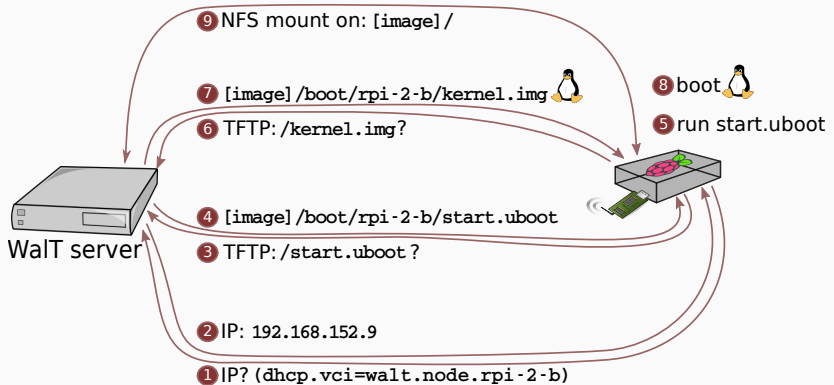 9 NFS mount on: [image]/
7 [image]/boot/rpi-2-b/kernel.img
8 boot
6 TFTP: /kernel.img?
5 run start.uboot
4 [image]/boot/rpi-2-b/start.uboot
WalT server
3 TFTP: /start.uboot?
2 IP: 192.168.152.9
1 IP? (dhcp.vci=walt.node.rpi-2-b)